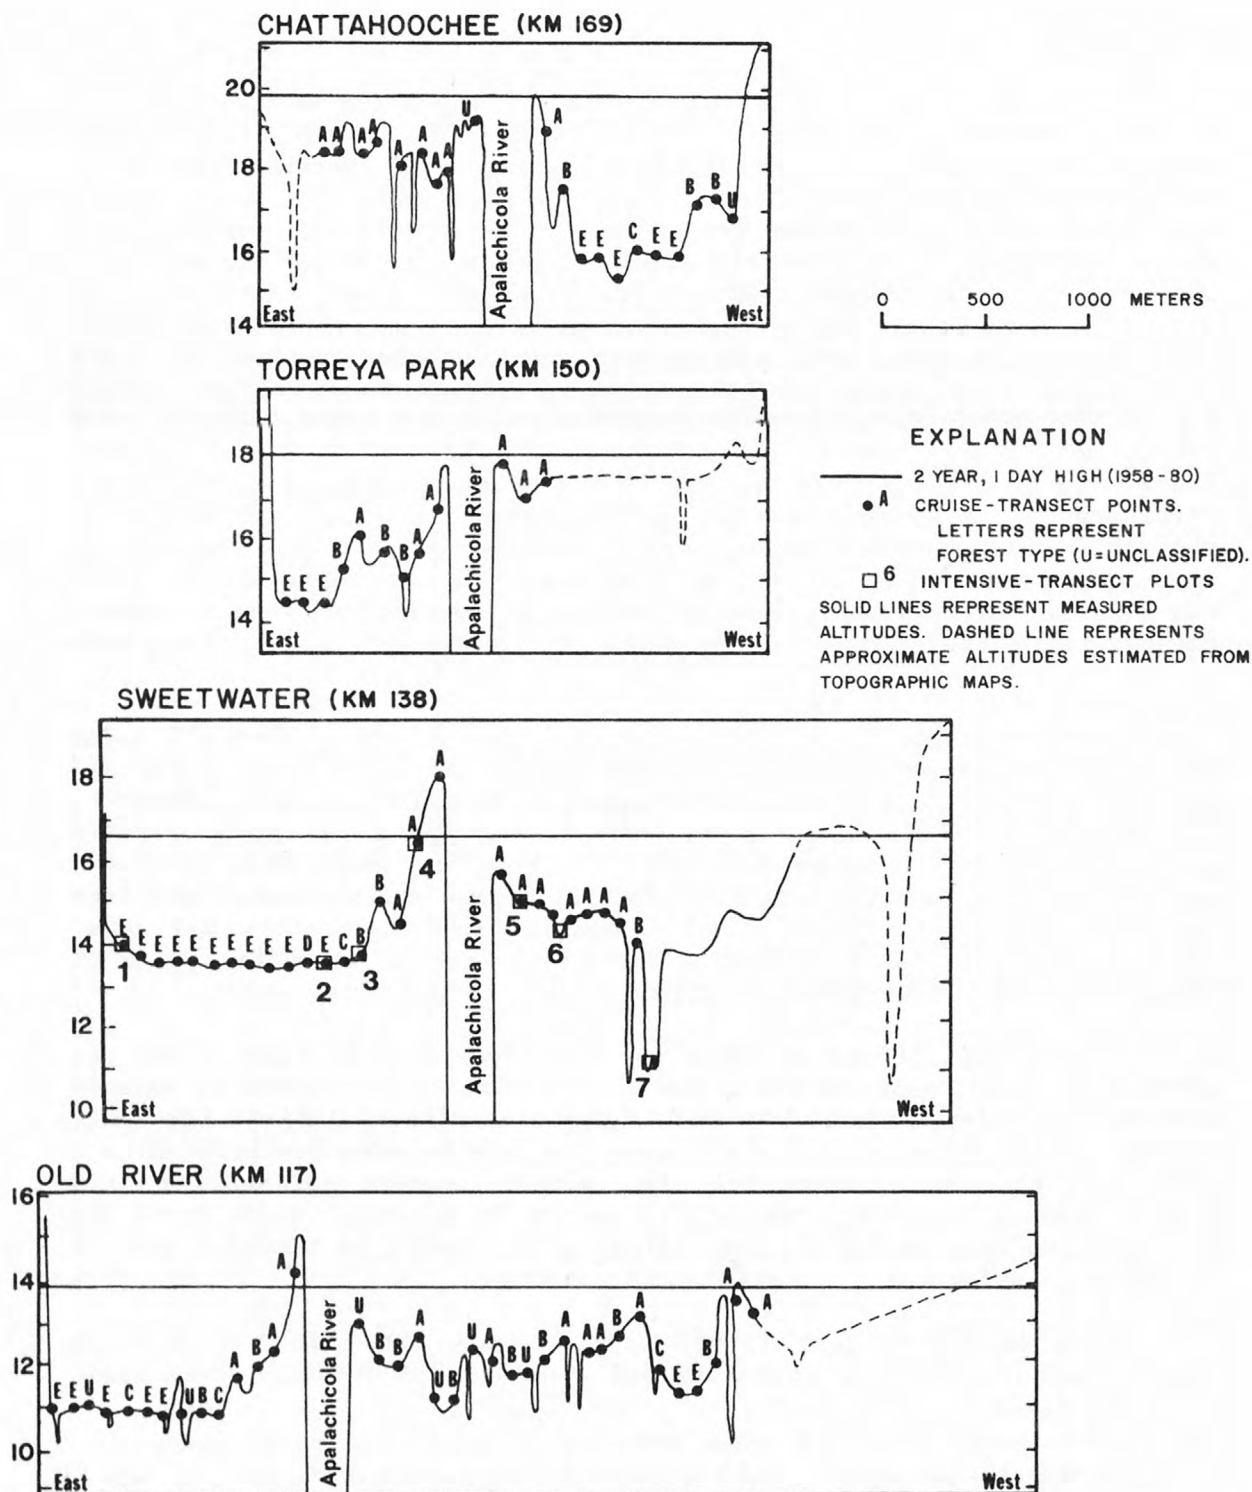 CHATTAHOOCHEE (KM 169)
20
18
16
14
U
A A A A A A A A
A
B
E E E C E E
B B U
Apalachicola River
East
West
0 500 1000 METERS
TORREYA PARK (KM 150)
18
16
14
E E E B A B B A A
A A A
Apalachicola River
East
West
EXPLANATION
2 YEAR, 1 DAY HIGH (1958-80)
A CRUISE-TRANSECT POINTS.
LETTERS REPRESENT
FOREST TYPE (U=UNCLASSIFIED).
6 INTENSIVE-TRANSECT PLOTS
SOLID LINES REPRESENT MEASURED
ALTITUDES. DASHED LINE REPRESENTS
APPROXIMATE ALTITUDES ESTIMATED FROM
TOPOGRAPHIC MAPS.
SWEETWATER (KM 138)
18
16
14
12
10
E E E E E E E E E E D E C B B A A A
A A A A A A A B
1 2 3 4 5 6 7
Apalachicola River
East
West
OLD RIVER (KM 117)
16
14
12
10
E E U E C E E U B C A B A A
U B B A U B U A B U B A A A B A C E E B A A
Apalachicola River
East
West